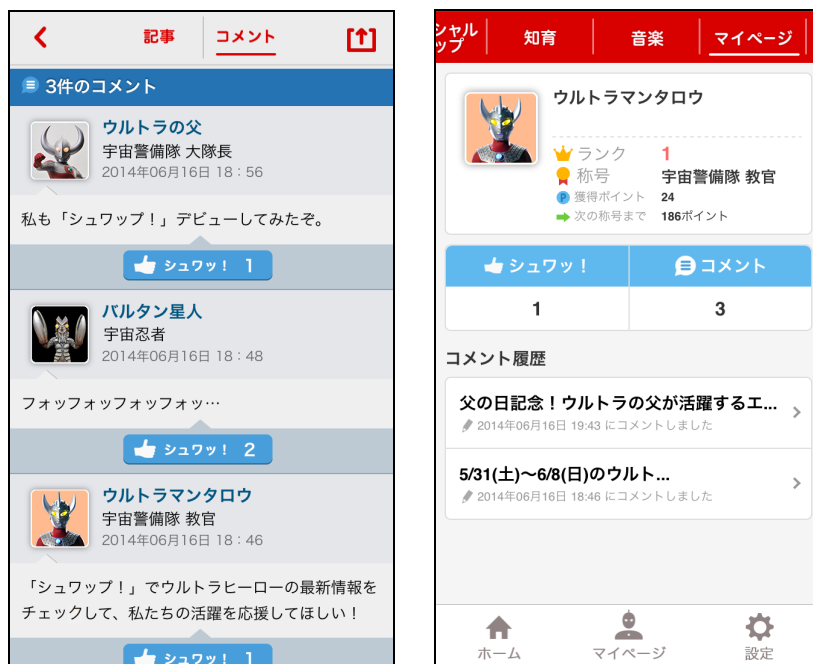 記事
コメント
3件のコメント
ウルトラの父
宇宙警備隊 大隊長
2014年06月16日 18：56
私も「シュワップ！」デビューしてみたぞ。
シュワッ！ 1
バルタン星人
宇宙忍者
2014年06月16日 18：48
フォッフォッフォッフォッ…
シュワッ！ 2
ウルトラマンタロウ
宇宙警備隊 教官
2014年06月16日 18：46
「シュワップ！」でウルトラヒーローの最新情報を
チェックして、私たちの活躍を応援してほしい！
シュワッ！ 1
シャル
ップ
知育
音楽
マイページ
ウルトラマンタロウ
ランク 1
称号 宇宙警備隊 教官
P 獲得ポイント 24
次の称号まで 186ポイント
シュワッ！
コメント
1
3
コメント履歴
父の日記念！ウルトラの父が活躍するエ...
2014年06月16日 19:43 にコメントしました
5/31(土)～6/8(日)のウルト...
2014年06月16日 18:46 にコメントしました
ホーム
マイページ
設定